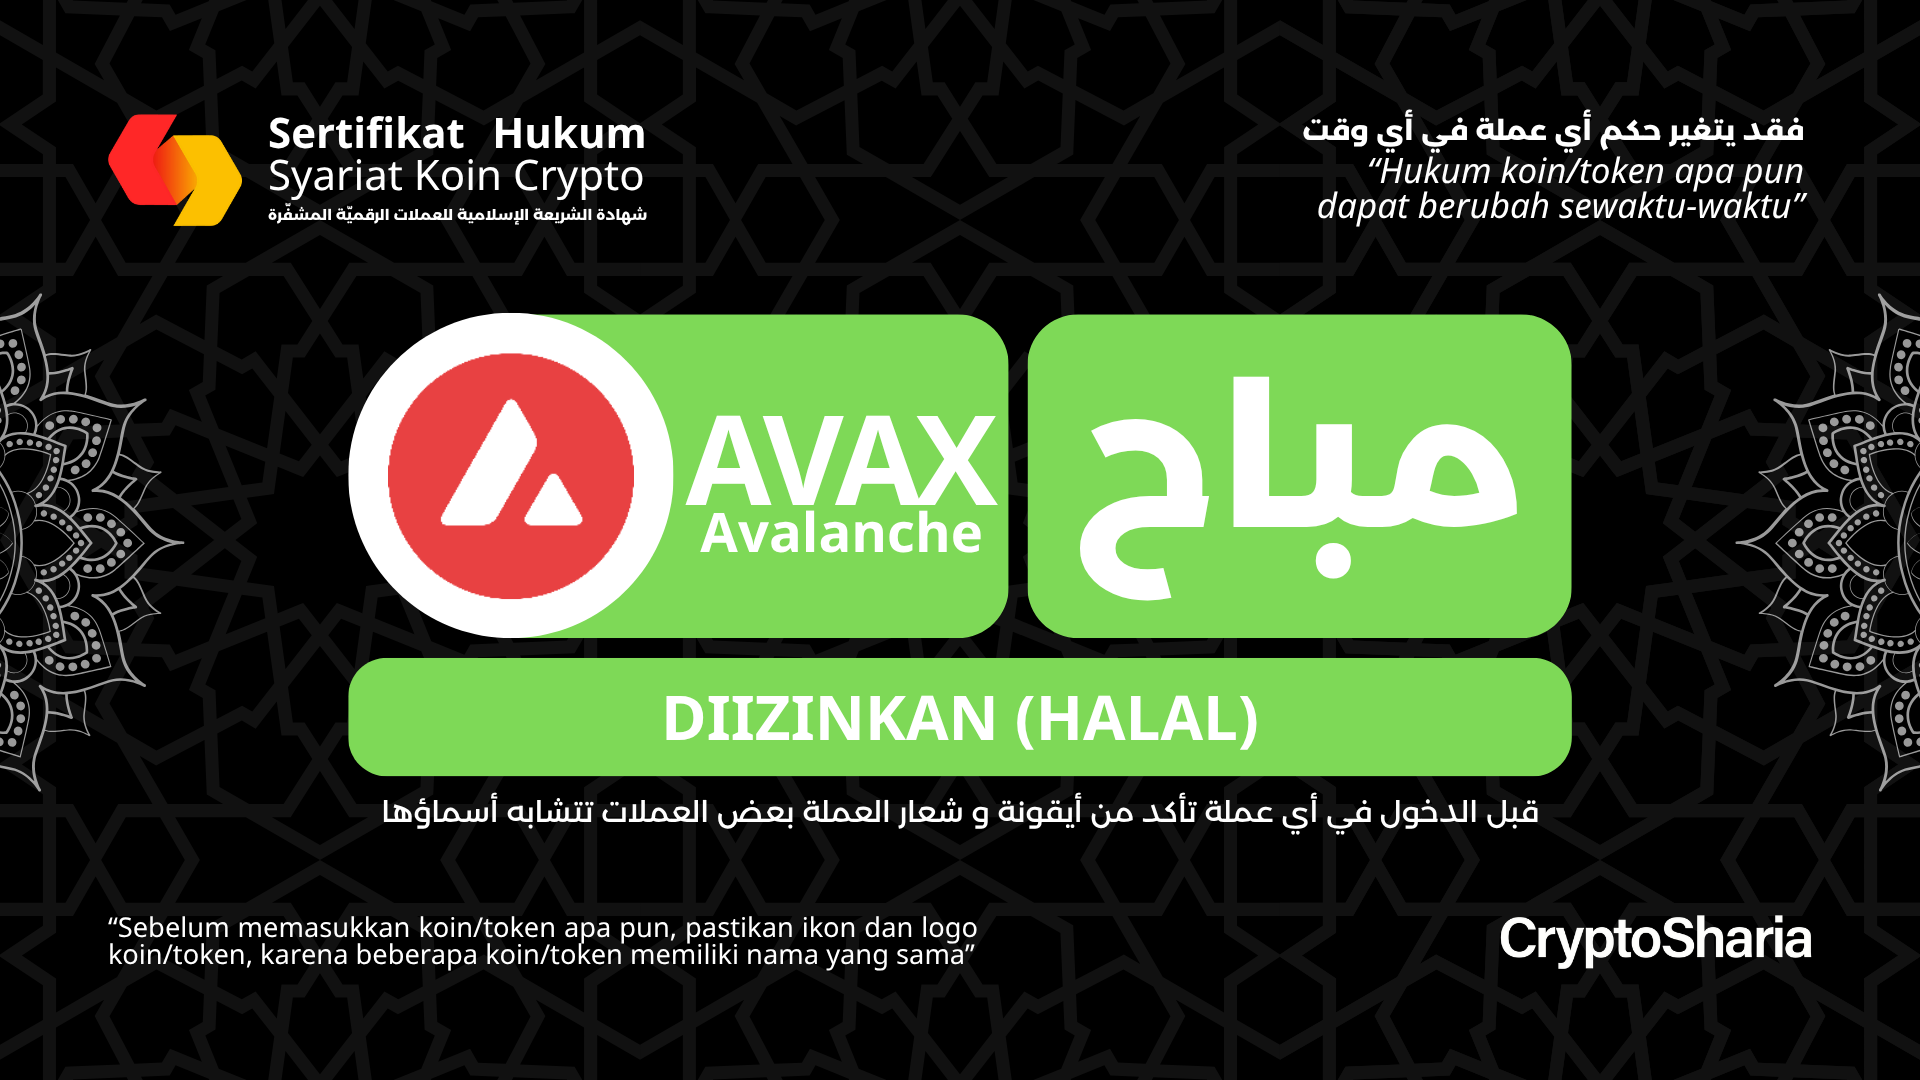 Sertifikat Hukum
Syariat Koin Crypto
شهادة الشريعة الإسلامية للعملات الرقميّة المشفّرة
فقد يتغير حكم أي عملة في أي وقت
“Hukum koin/token apa pun
dapat berubah sewaktu-waktu”
AVAX
Avalanche
مباح
DIIZINKAN (HALAL)
قبل الدخول في أي عملة تأكد من أيقونة و شعار العملة بعض العملات تتشابه أسماؤها
“Sebelum memasukkan koin/token apa pun, pastikan ikon dan logo
koin/token, karena beberapa koin/token memiliki nama yang sama”
CryptoSharia